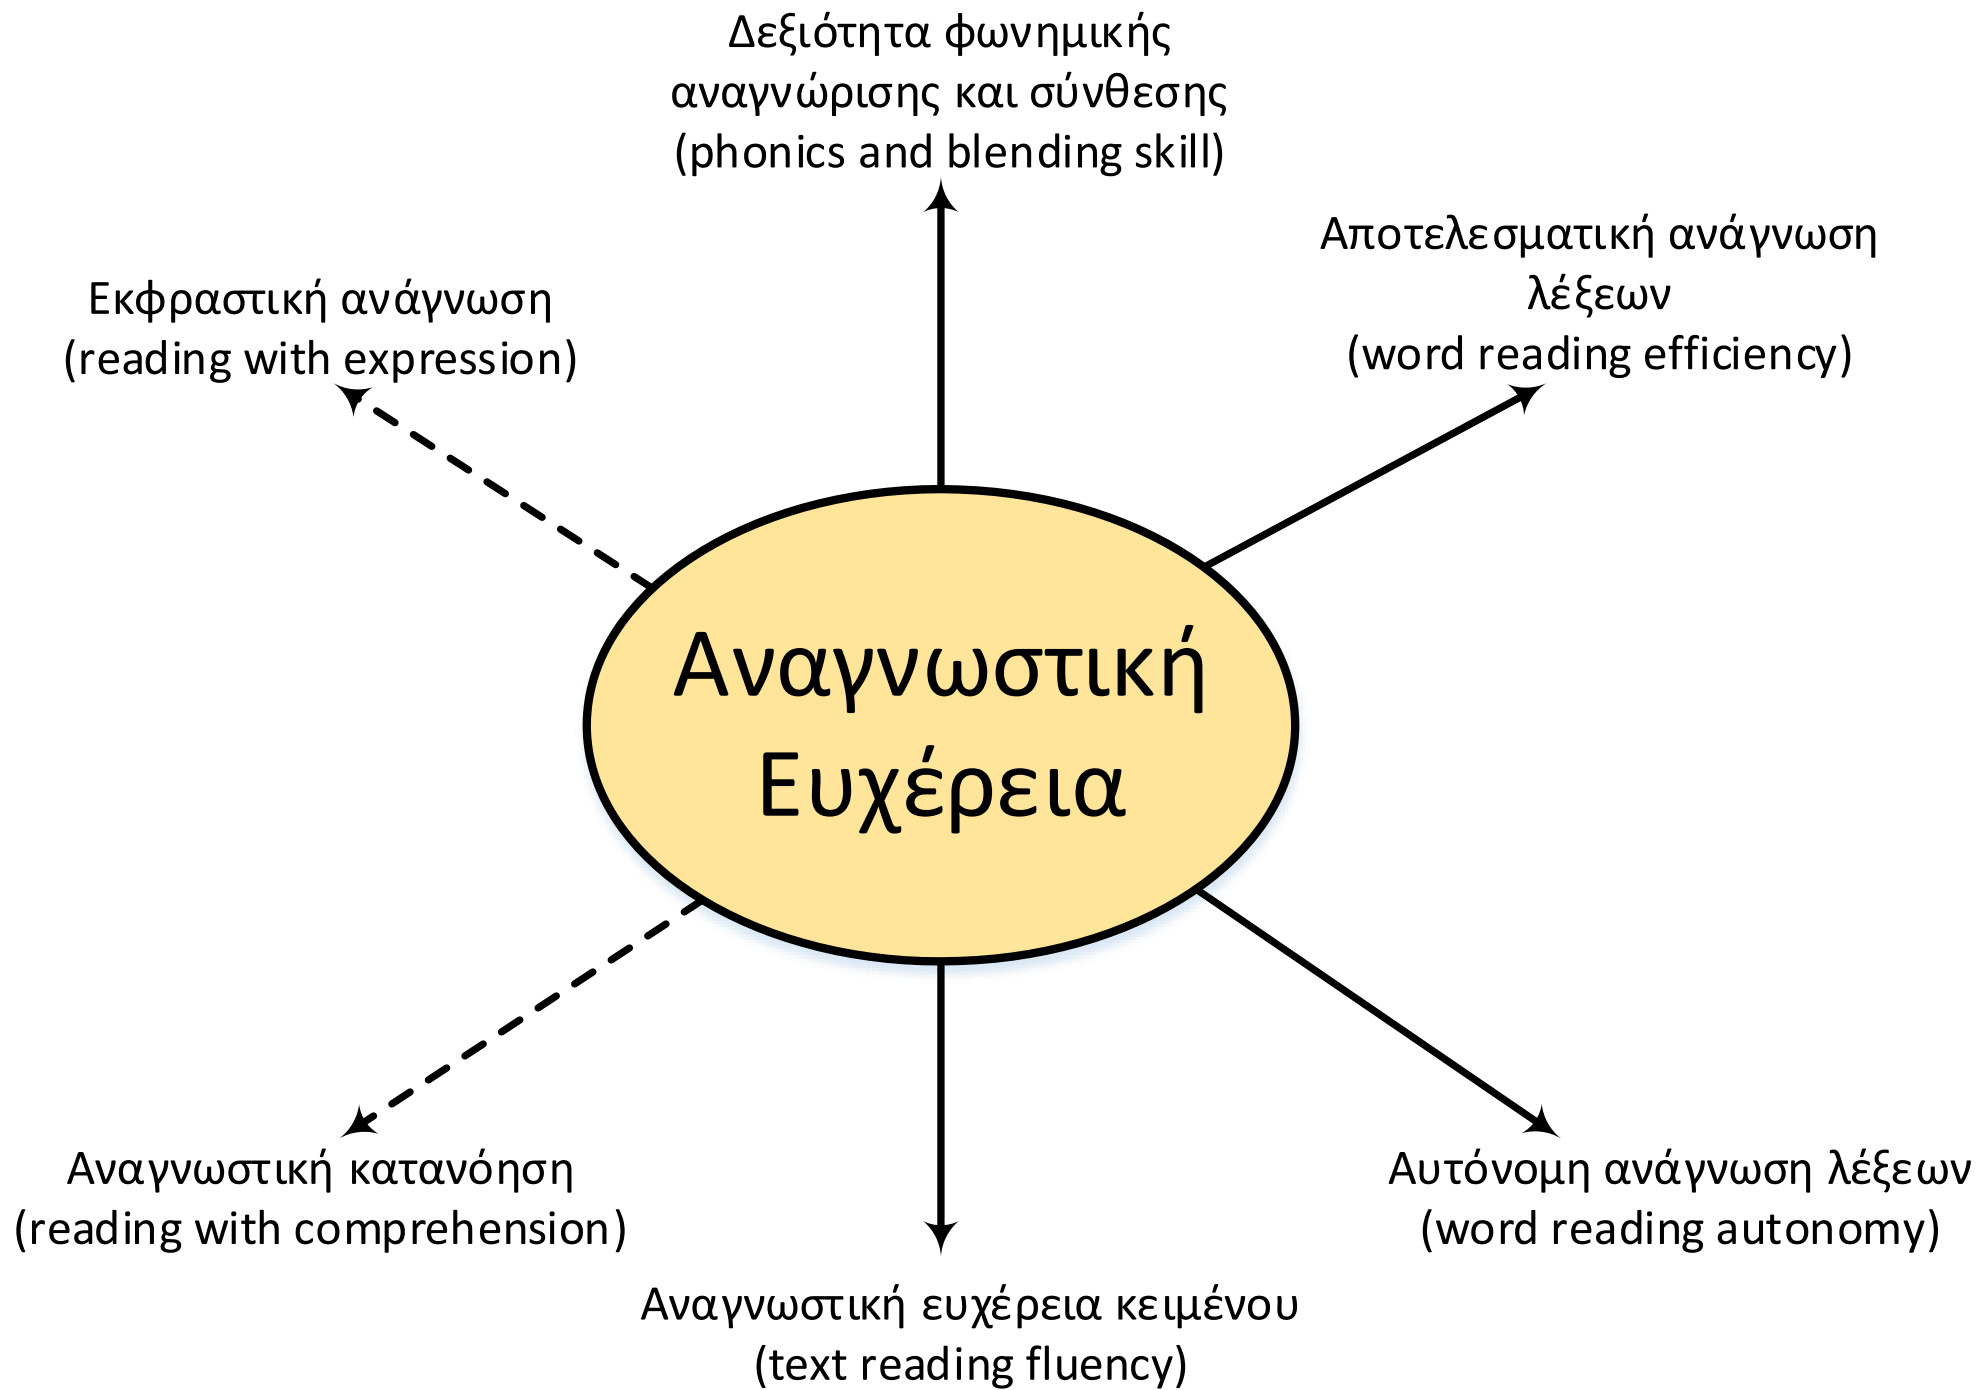 Δεξιότητα φωνημικής
αναγνώρισης και σύνθεσης
(phonics and blending skill)
Αποτελεσματική ανάγνωση
λέξεων
(word reading efficiency)
Εκφραστική ανάγνωση
(reading with expression)
Αναγνωστική
Ευχέρεια
Αναγνωστική κατανόηση
(reading with comprehension)
Αυτόνομη ανάγνωση λέξεων
(word reading autonomy)
Αναγνωστική ευχέρεια κειμένου
(text reading fluency)